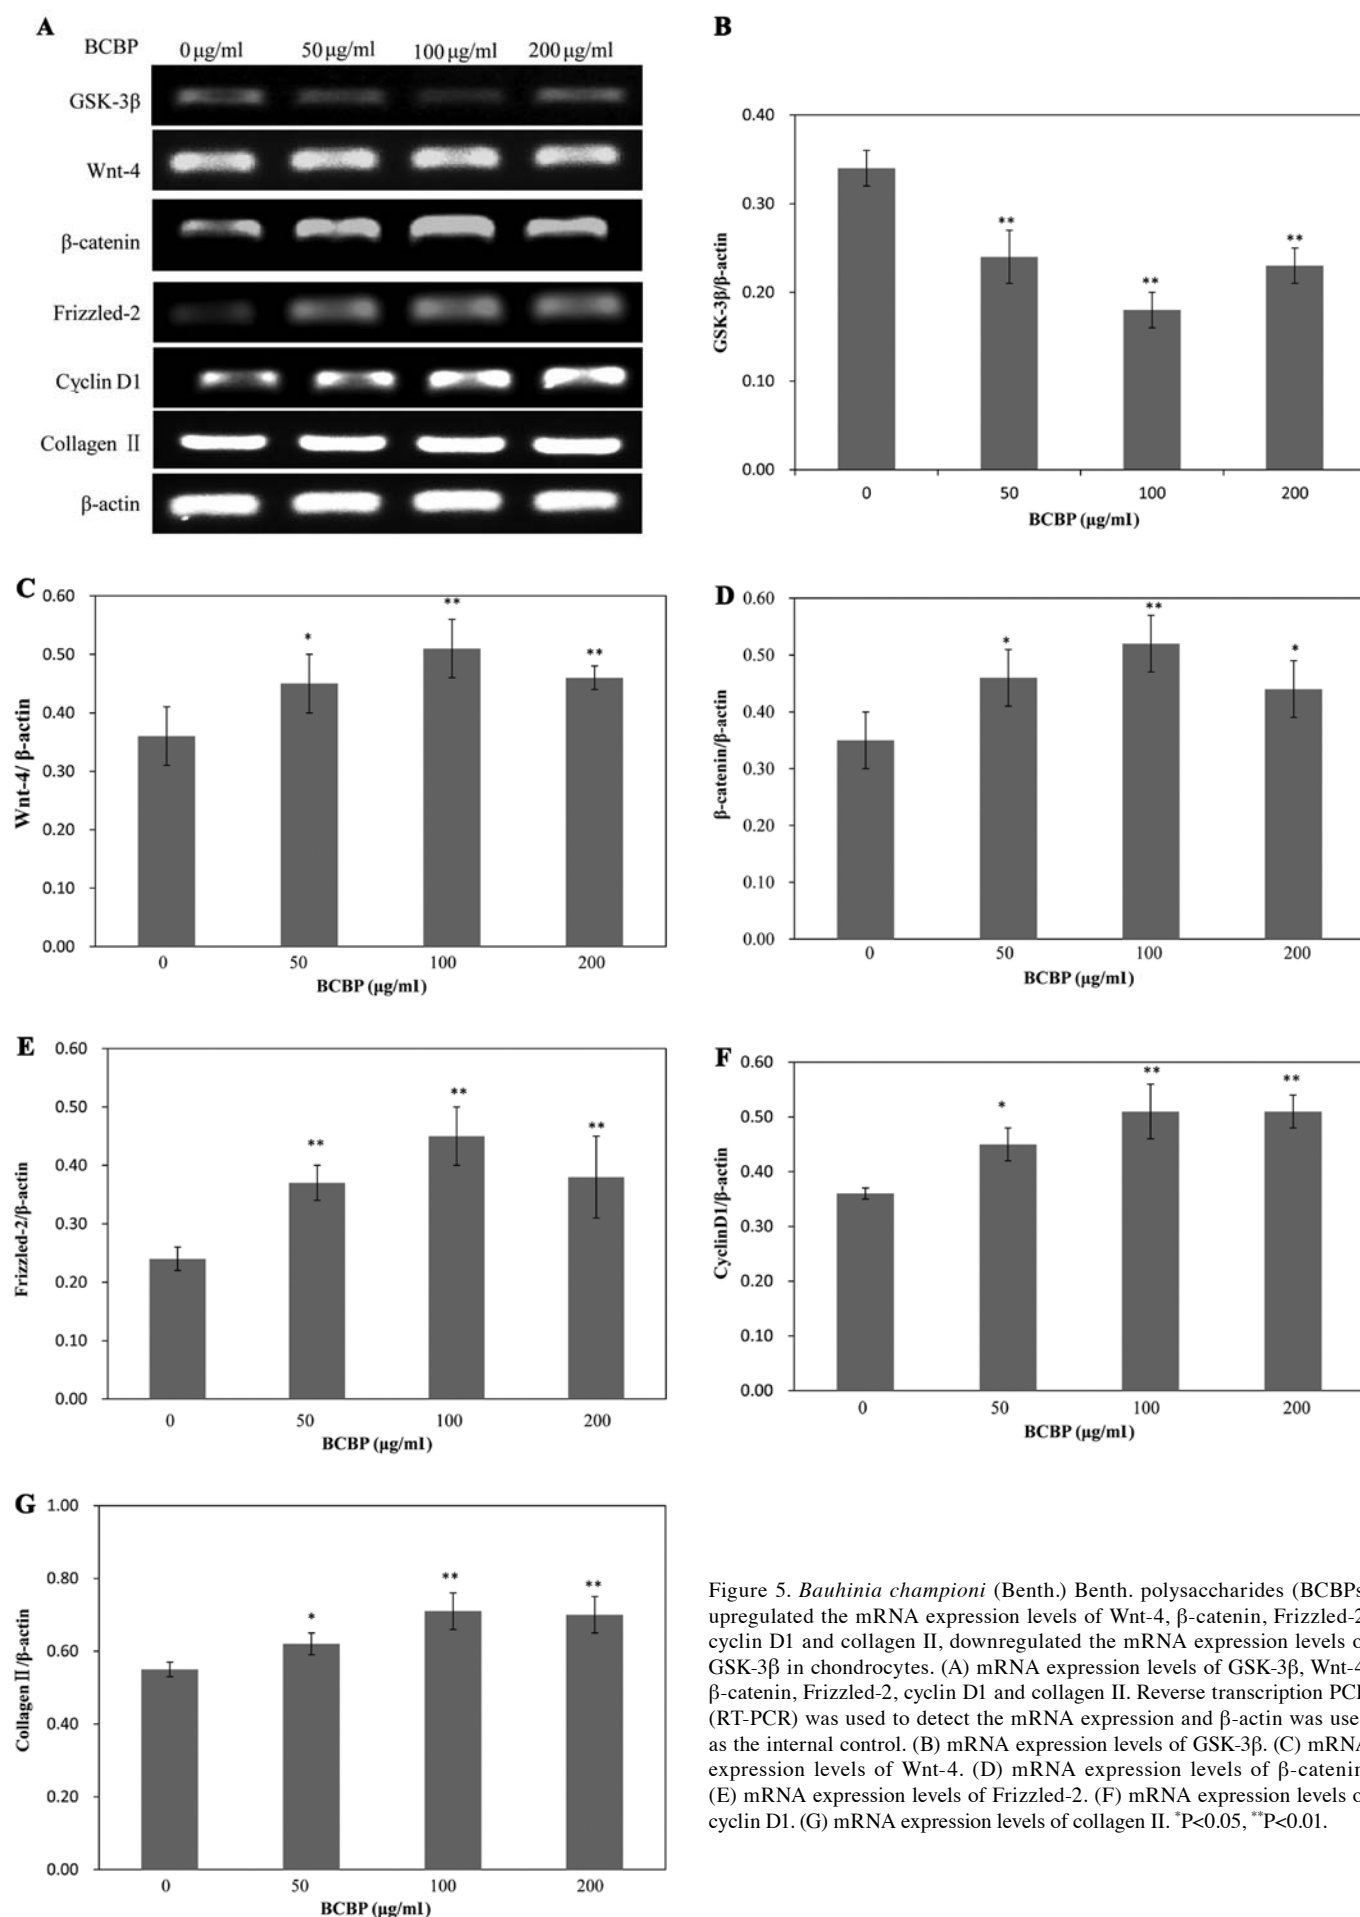 A
BCBP 0 µg/ml 50 µg/ml 100 µg/ml 200 µg/ml
GSK-3β
Wnt-4
β-catenin
Frizzled-2
Cyclin D1
Collagen Ⅱ
β-actin
B
GSK-3β/β-actin
0.40
0.30
0.20
0.10
0.00
** ** **
0 50 100 200
BCBP (µg/ml)
C
Wnt-4/ β-actin
0.60
0.50
0.40
0.30
0.20
0.10
0.00
* ** **
0 50 100 200
BCBP (µg/ml)
D
β-catenin/β-actin
0.60
0.50
0.40
0.30
0.20
0.10
0.00
* ** *
0 50 100 200
BCBP (µg/ml)
E
Frizzled-2/β-actin
0.60
0.50
0.40
0.30
0.20
0.10
0.00
** ** **
0 50 100 200
BCBP (µg/ml)
F
CyclinD1/β-actin
0.60
0.50
0.40
0.30
0.20
0.10
0.00
* ** **
0 50 100 200
BCBP (µg/ml)
G
Collagen Ⅱ/β-actin
1.00
0.80
0.60
0.40
0.20
0.00
* ** **
0 50 100 200
BCBP (µg/ml)
Figure 5. Bauhinia championi (Benth.) Benth. polysaccharides (BCBPs
upregulated the mRNA expression levels of Wnt-4, β-catenin, Frizzled-2
cyclin D1 and collagen II, downregulated the mRNA expression levels o
GSK-3β in chondrocytes. (A) mRNA expression levels of GSK-3β, Wnt-4
β-catenin, Frizzled-2, cyclin D1 and collagen II. Reverse transcription PCR
(RT-PCR) was used to detect the mRNA expression and β-actin was use
as the internal control. (B) mRNA expression levels of GSK-3β. (C) mRNA
expression levels of Wnt-4. (D) mRNA expression levels of β-catenin
(E) mRNA expression levels of Frizzled-2. (F) mRNA expression levels o
cyclin D1. (G) mRNA expression levels of collagen II. *P<0.05, **P<0.01.